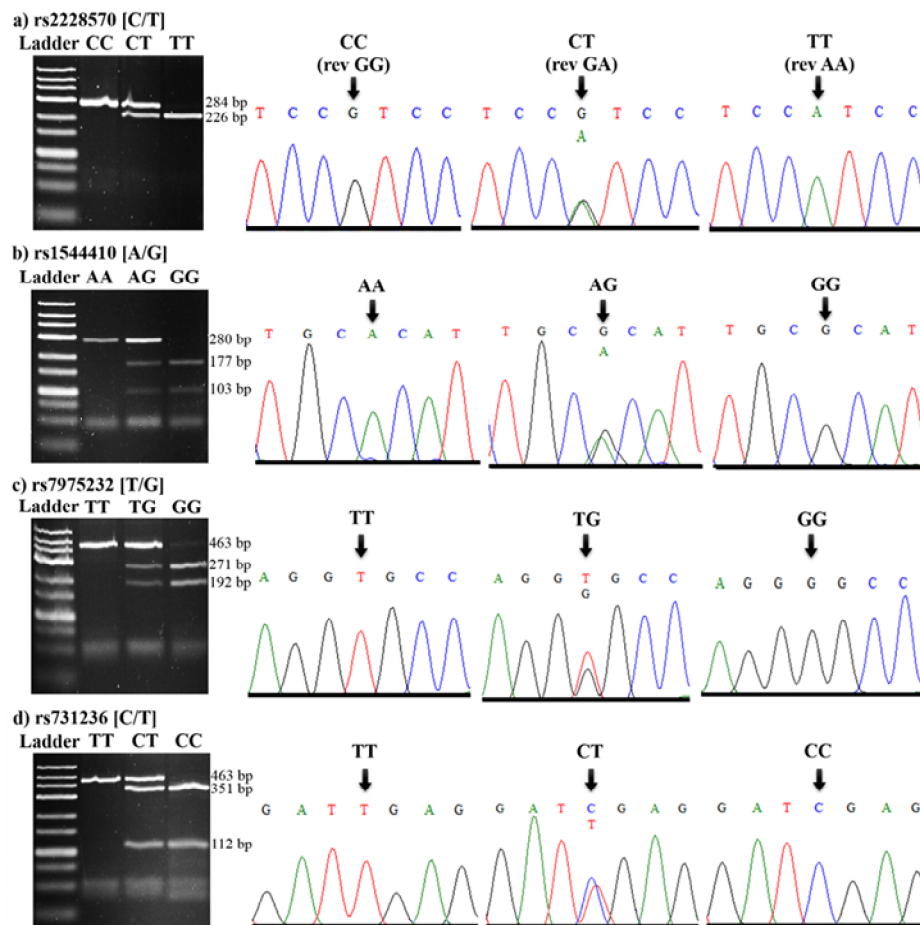 a) rs2228570 [C/T]
Ladder CC CT TT
284 bp
226 bp
CC
(rev GG)
CT
(rev GA)
TT
(rev AA)
T C C G T C C
T C C G T C C
A
T C C A T C C
b) rs1544410 [A/G]
Ladder AA AG GG
280 bp
177 bp
103 bp
AA
AG
GG
T G C A C A T
T G C G C A T
A
T G C G C A T
c) rs7975232 [T/G]
Ladder TT TG GG
463 bp
271 bp
192 bp
TT
TG
GG
A G G T G C C
A G G T G C C
G
A G G G G C C
d) rs731236 [C/T]
Ladder TT CT CC
463 bp
351 bp
112 bp
TT
CT
CC
G A T T G A G
G A T C G A G
T
G A T C G A G